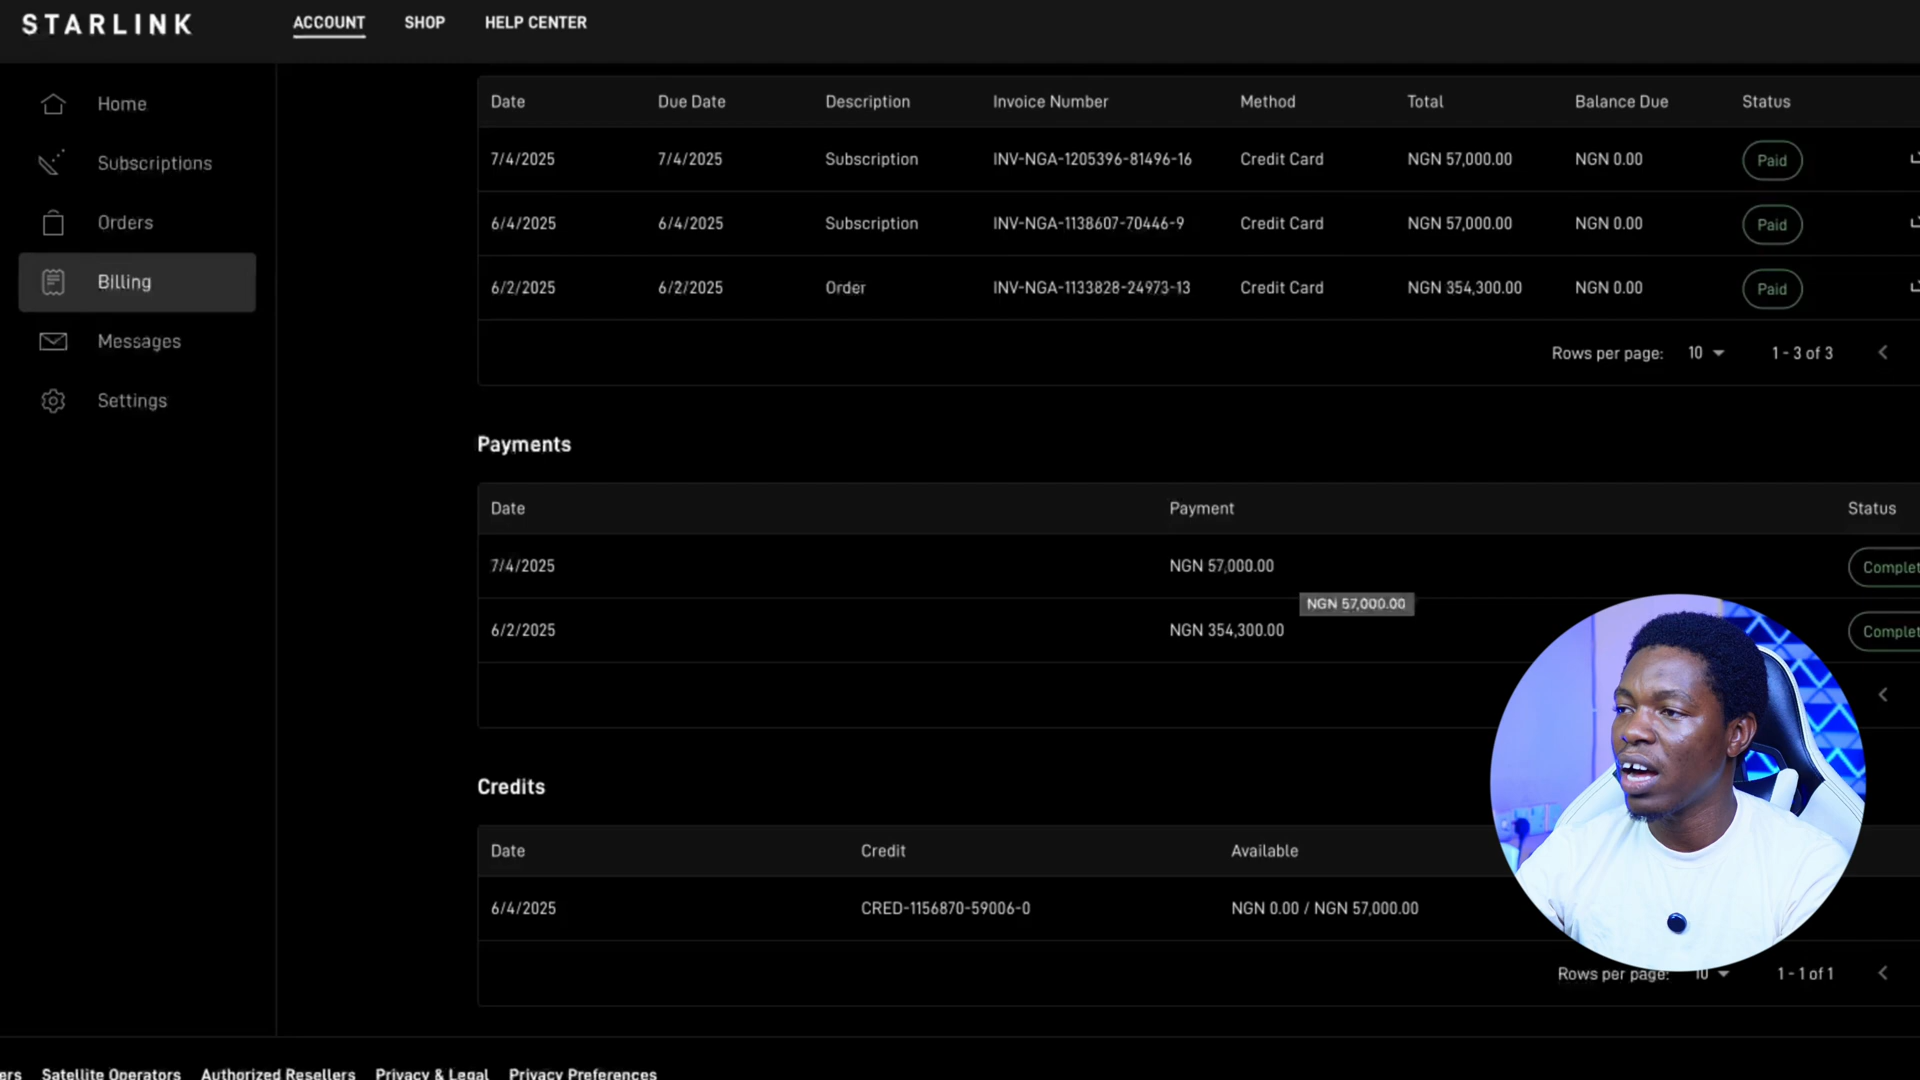 STARLINK ACCOUNT SHOP HELP CENTER
Home
Subscriptions
Orders
Billing
Messages
Settings
Date Due Date Description Invoice Number Method Total Balance Due Status
7/4/2025 7/4/2025 Subscription INV-NGA-1205396-81496-16 Credit Card NGN 57,000.00 NGN 0.00 Paid
6/4/2025 6/4/2025 Subscription INV-NGA-1138607-70446-9 Credit Card NGN 57,000.00 NGN 0.00 Paid
6/2/2025 6/2/2025 Order INV-NGA-1133828-24973-13 Credit Card NGN 354,300.00 NGN 0.00 Paid
Rows per page: 10 1 - 3 of 3
Payments
Date Payment Status
7/4/2025 NGN 57,000.00 Complet
NGN 57,000.00
6/2/2025 NGN 354,300.00 Complet
Credits
Date Credit Available
6/4/2025 CRED-1156870-59006-0 NGN 0.00 / NGN 57,000.00
Rows per page: 10 1 - 1 of 1
ers Satellite Operators Authorized Resellers Privacy & Legal Privacy Preferences